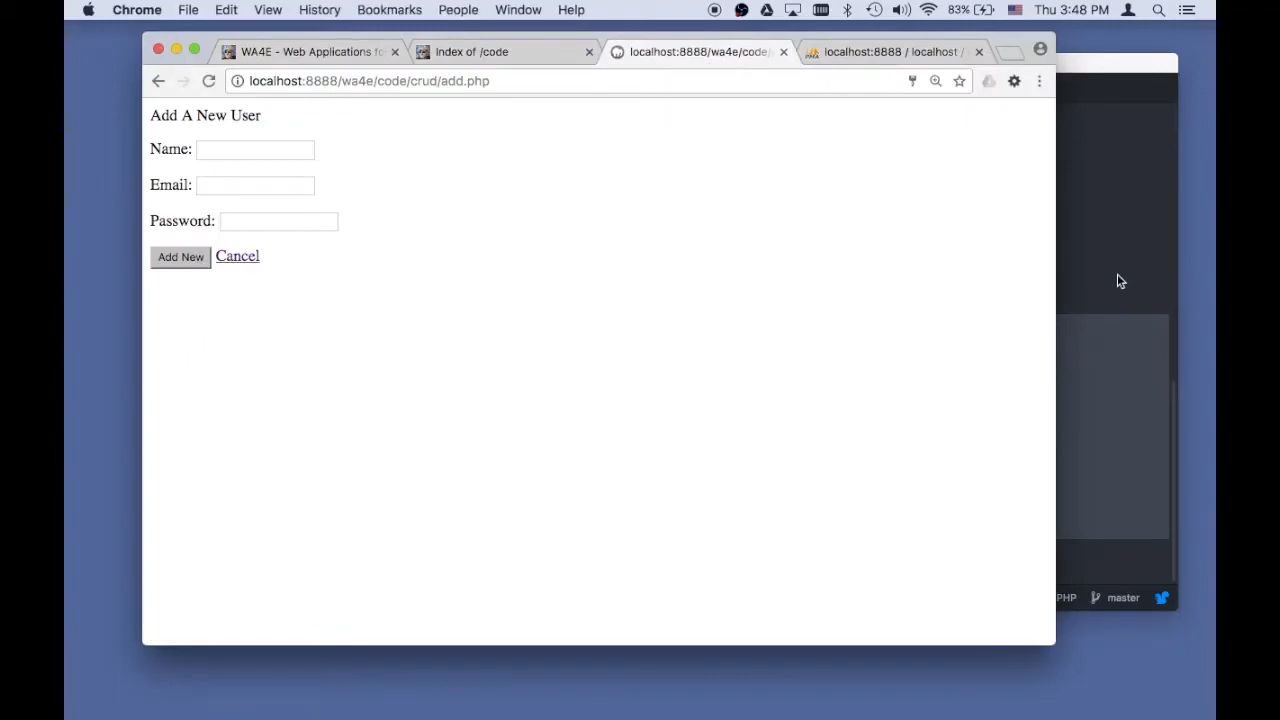 Chrome File Edit View History Bookmarks People Window Help 83% Thu 3:48 PM
WA4E - Web Applications fo Index of /code localhost:8888/wa4e/code/ localhost:8888 / localhost /
localhost:8888/wa4e/code/crud/add.php
Add A New User
Name:
Email:
Password:
Add New Cancel
PHP master